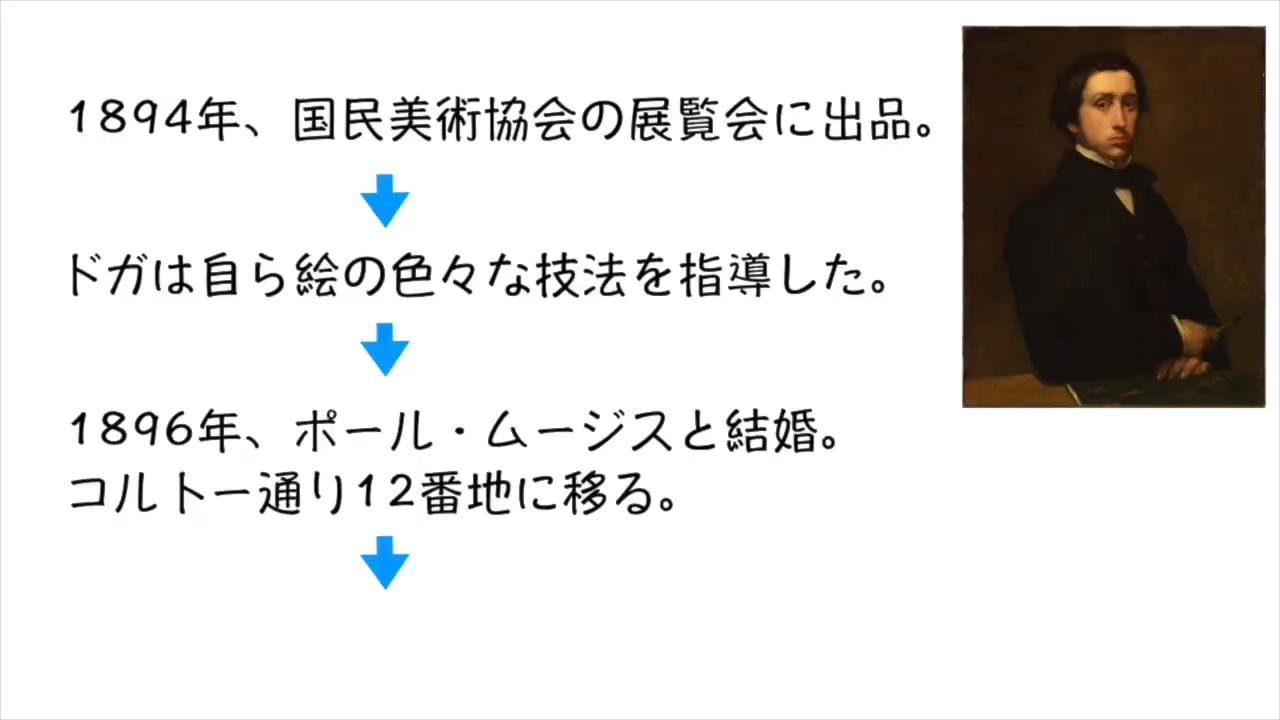 1894年、国民美術協会の展覧会に出品。
ドガは自ら絵の色々な技法を指導した。
1896年、ポール・ムージスと結婚。
コルトー通り12番地に移る。